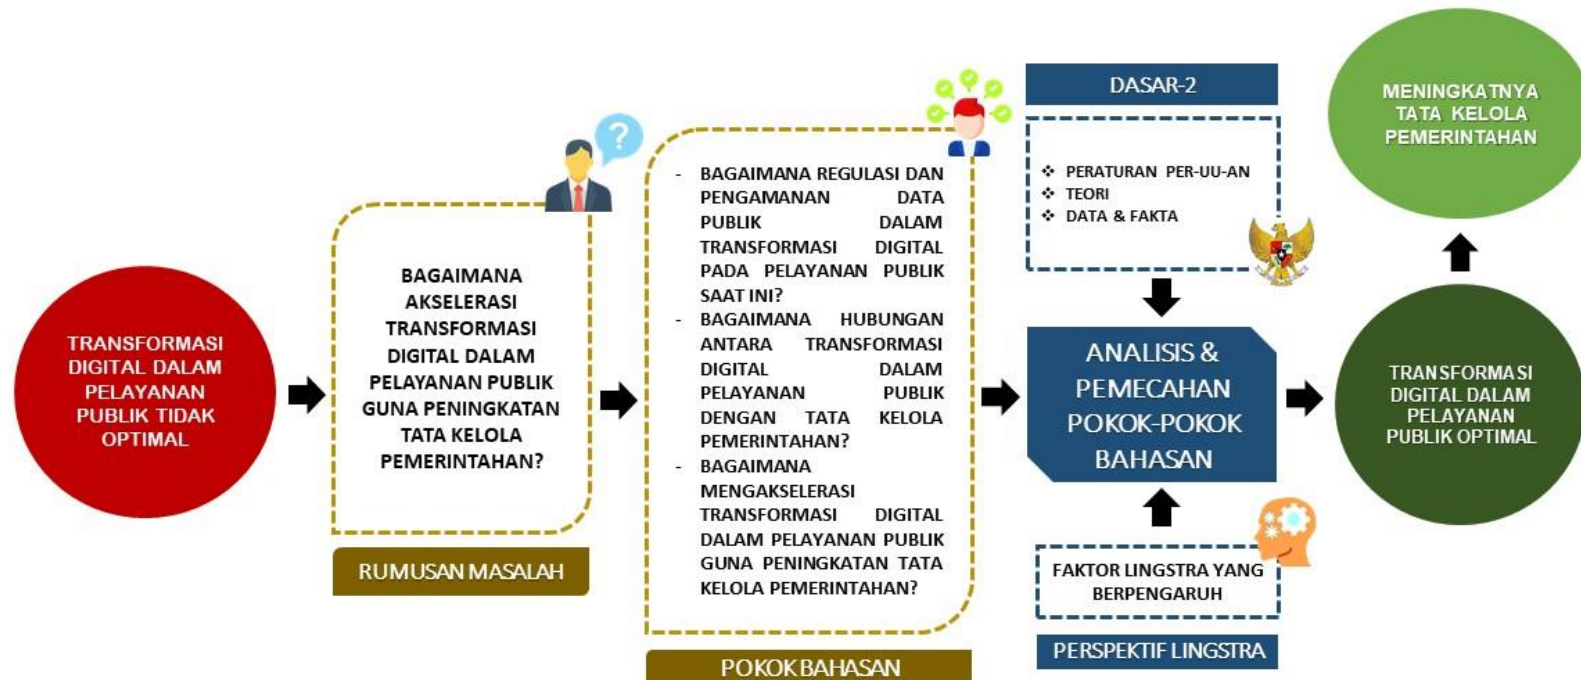 TRANSFORMASI
DIGITAL DALAM
PELAYANAN
PUBLIK TIDAK
OPTIMAL
?
BAGAIMANA
AKSELERASI
TRANSFORMASI
DIGITAL DALAM
PELAYANAN PUBLIK
GUNA PENINGKATAN
TATA KELOLA
PEMERINTAHAN?
RUMUSAN MASALAH
- BAGAIMANA REGULASI DAN
PENGAMANAN DATA
PUBLIK DALAM
TRANSFORMASI DIGITAL
PADA PELAYANAN PUBLIK
SAAT INI?
- BAGAIMANA HUBUNGAN
ANTARA TRANSFORMASI
DIGITAL DALAM
PELAYANAN PUBLIK
DENGAN TATA KELOLA
PEMERINTAHAN?
- BAGAIMANA
MENGAKSELERASI
TRANSFORMASI DIGITAL
DALAM PELAYANAN PUBLIK
GUNA PENINGKATAN TATA
KELOLA PEMERINTAHAN?
POKOK BAHASAN
DASAR-2
❖ PERATURAN PER-UU-AN
❖ TEORI
❖ DATA & FAKTA
ANALISIS &
PEMECAHAN
POKOK-POKOK
BAHASAN
FAKTOR LINGSTRA YANG
BERPENGARUH
PERSPEKTIF LINGSTRA
TRANSFORMASI
DIGITAL DALAM
PELAYANAN
PUBLIK OPTIMAL
MENINGKATNYA
TATA KELOLA
PEMERINTAHAN